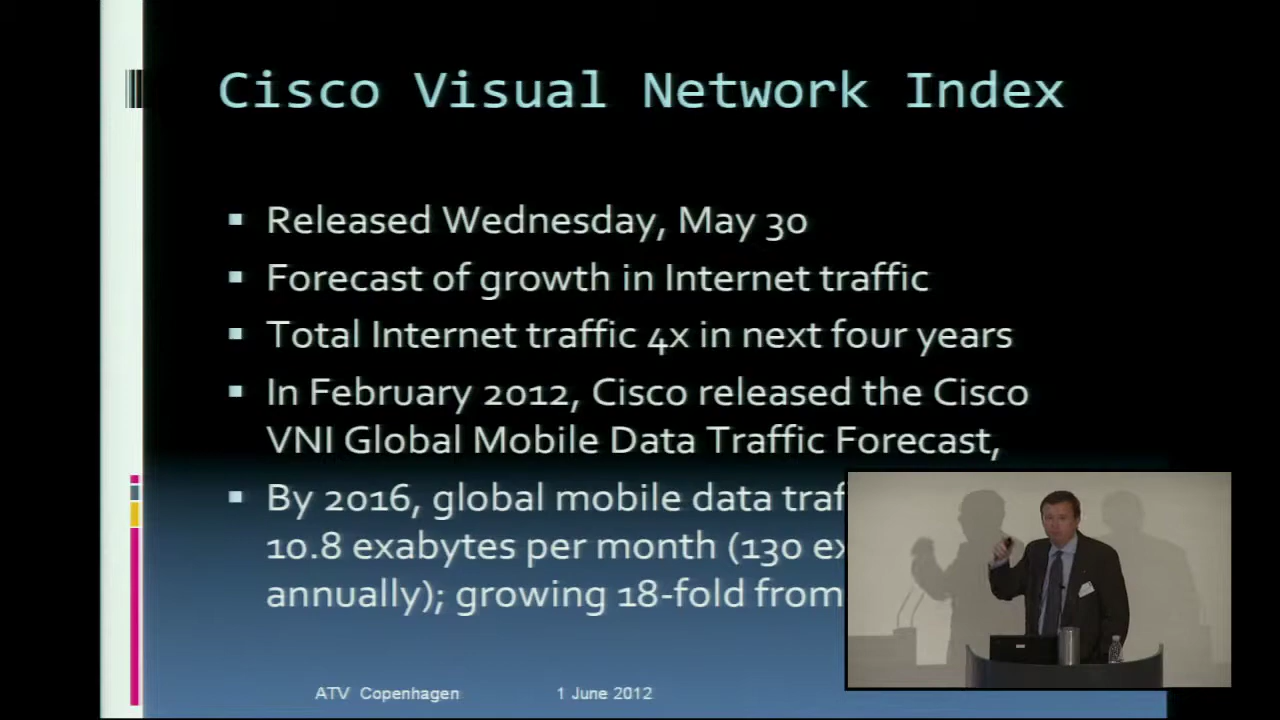 Cisco Visual Network Index
Released Wednesday, May 30
Forecast of growth in Internet traffic
Total Internet traffic 4x in next four years
In February 2012, Cisco released the Cisco
VNI Global Mobile Data Traffic Forecast,
By 2016, global mobile data
10.8 exabytes per month (130
annually); growing 18-fold from
ATV Copenhagen 1 June 2012